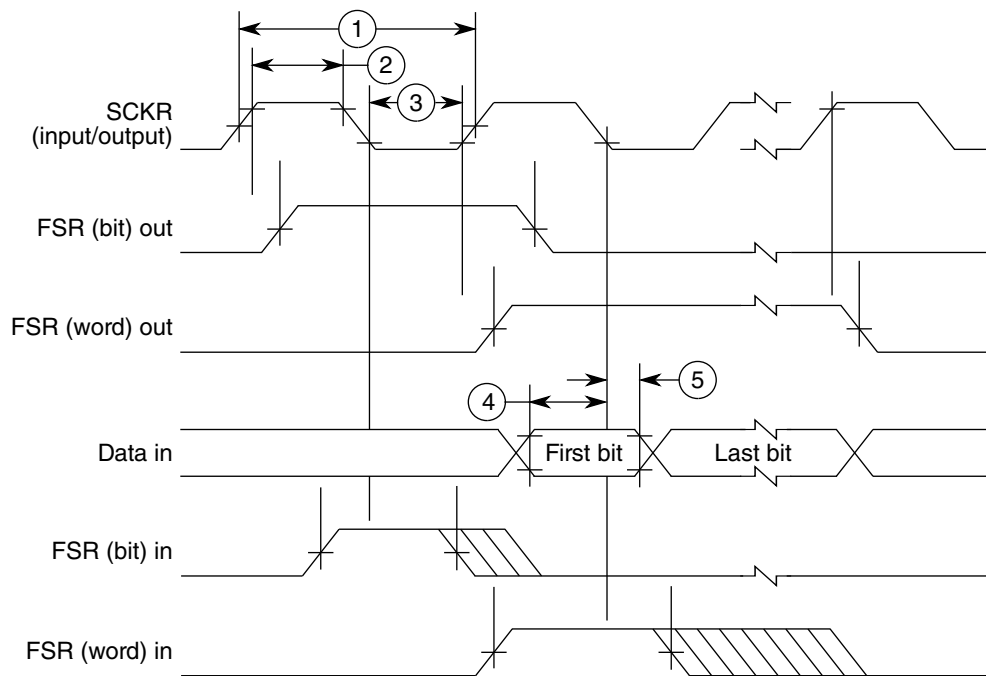 1
2
3
SCKR
(input/output)
FSR (bit) out
FSR (word) out
4
5
Data in
First bit
Last bit
FSR (bit) in
FSR (word) in